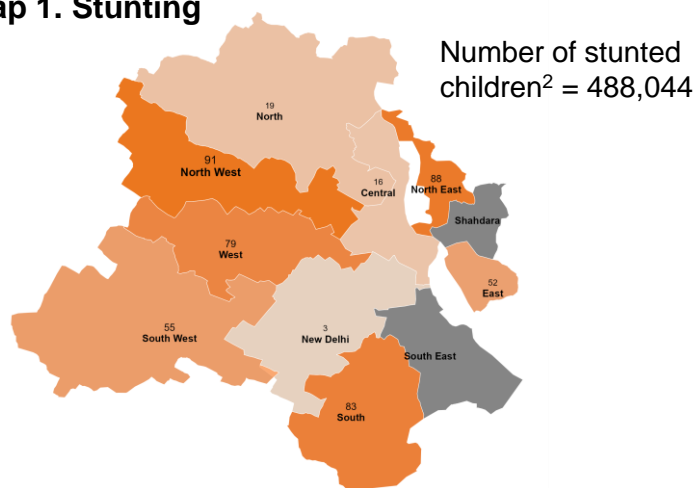 ap 1. Stunting
Number of stunted
children² = 488,044
19
North
91
North West
16
Central
88
North East
Shahdara
79
West
52
East
55
South West
3
New Delhi
South East
83
South